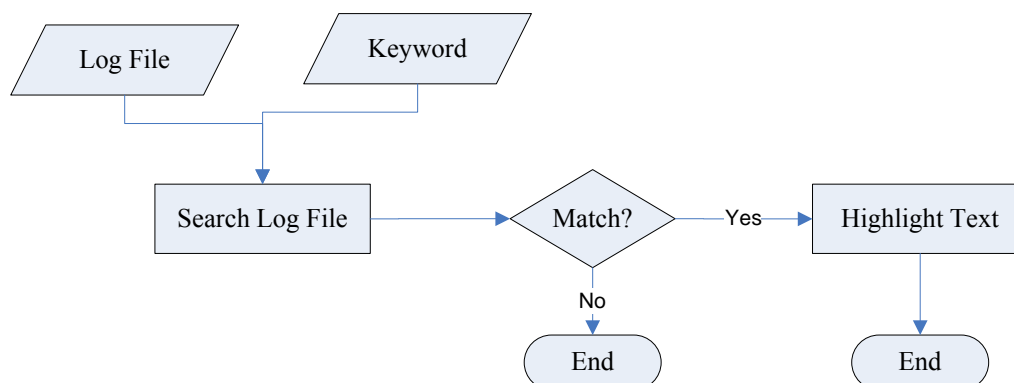 Log File
Keyword
Search Log File
Match?
Yes
Highlight Text
No
End
End